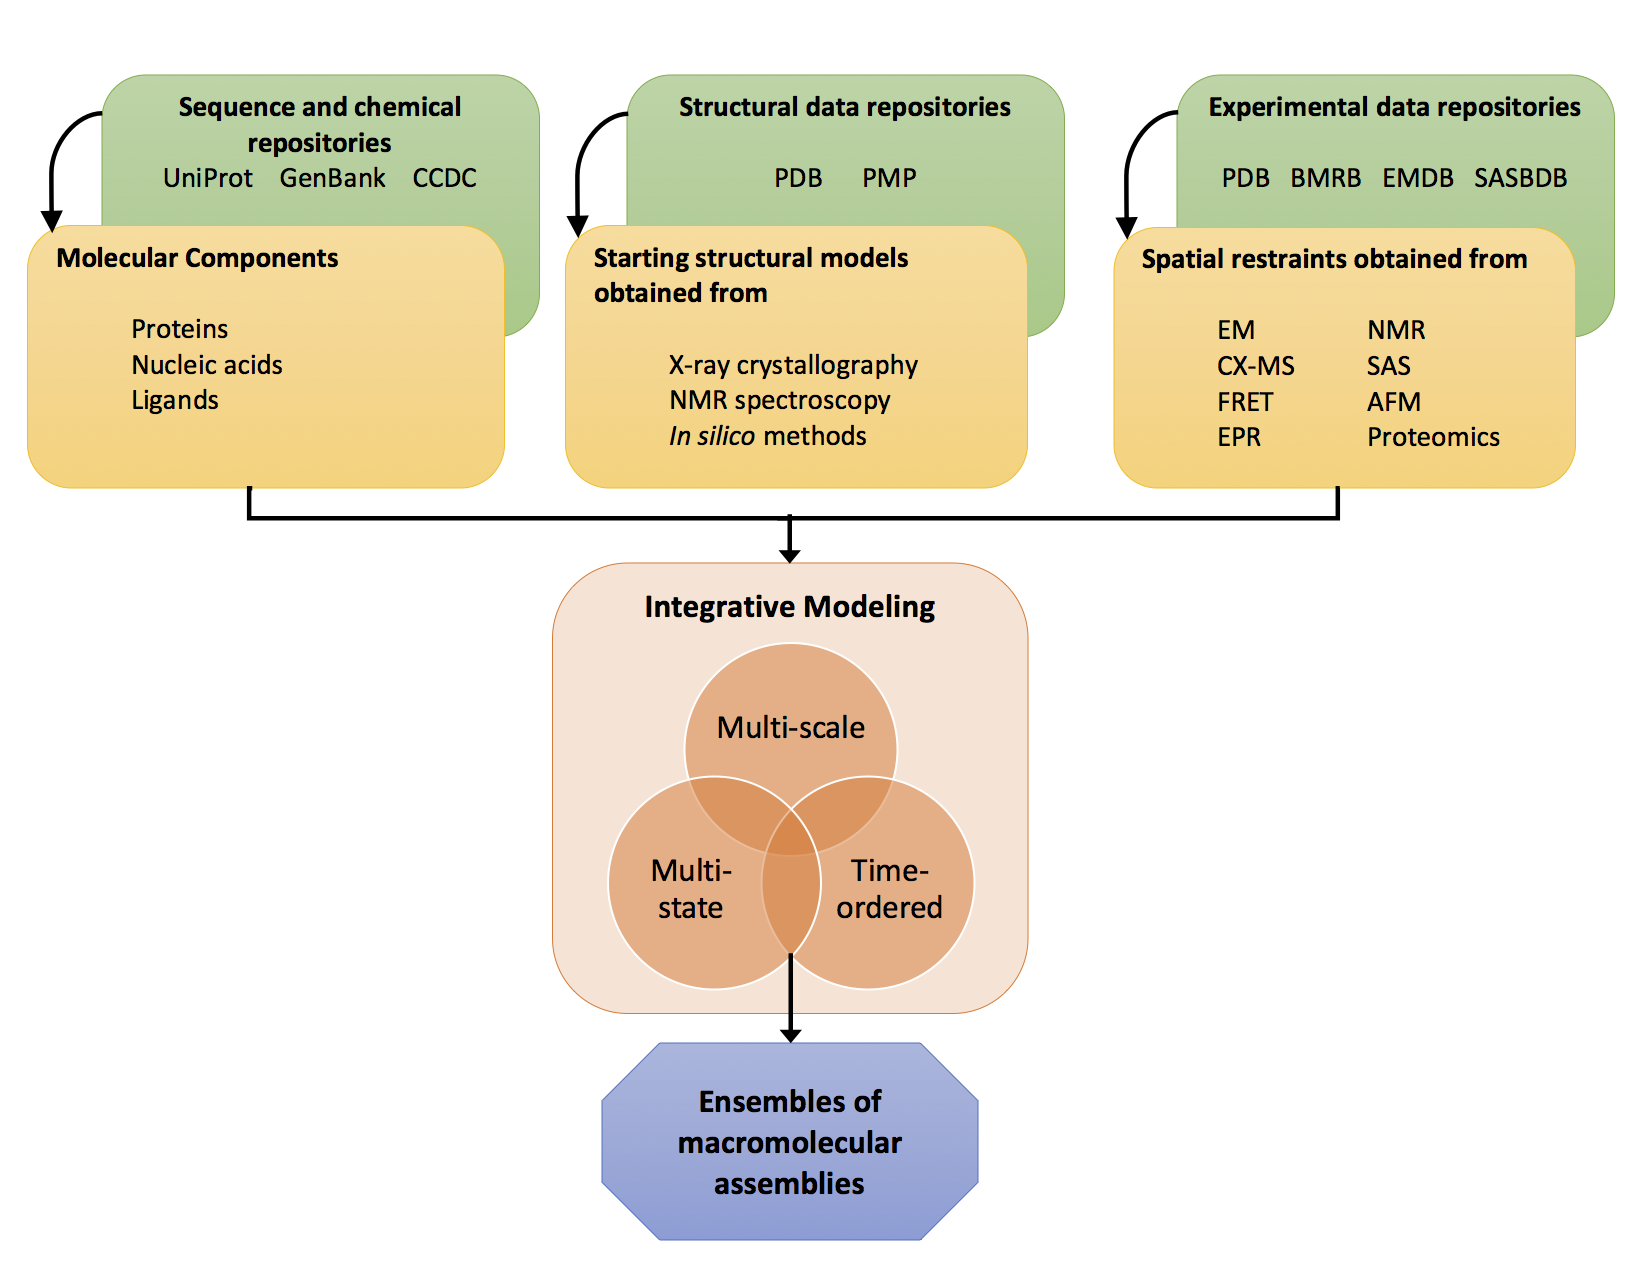 Sequence and chemical
repositories
UniProt GenBank CCDC
Molecular Components
Proteins
Nucleic acids
Ligands
Structural data repositories
PDB PMP
Starting structural models
obtained from
X-ray crystallography
NMR spectroscopy
In silico methods
Experimental data repositories
PDB BMRB EMDB SASBDB
Spatial restraints obtained from
EM NMR
CX-MS SAS
FRET AFM
EPR Proteomics
Integrative Modeling
Multi-scale
Multi-
state
Time-
ordered
Ensembles of
macromolecular
assemblies